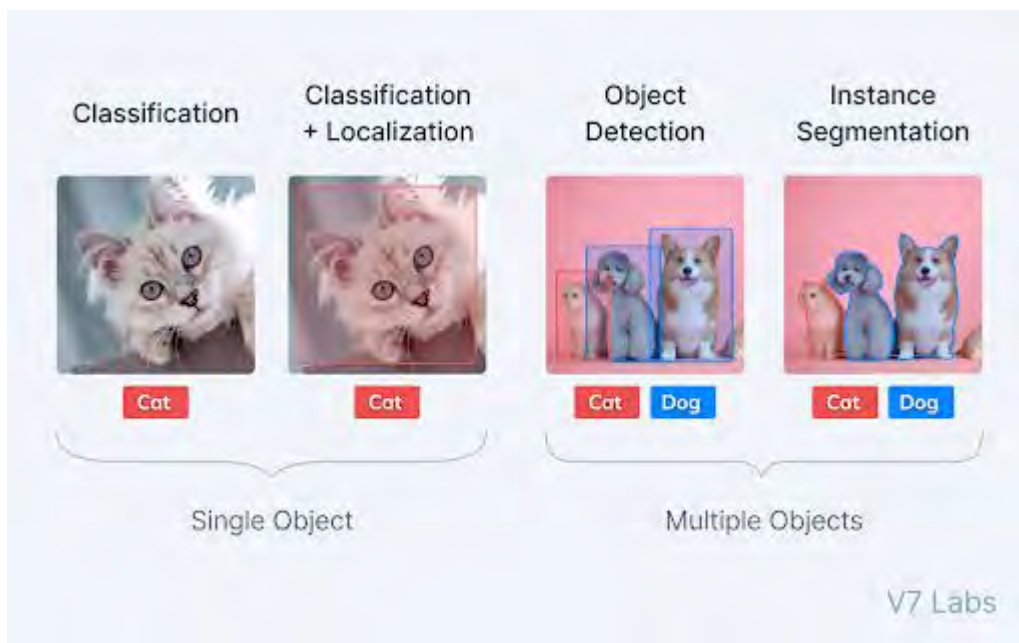 Classification
Classification
+ Localization
Object
Detection
Instance
Segmentation
Cat
Cat
Cat
Dog
Cat
Dog
Single Object
Multiple Objects
V7 Labs